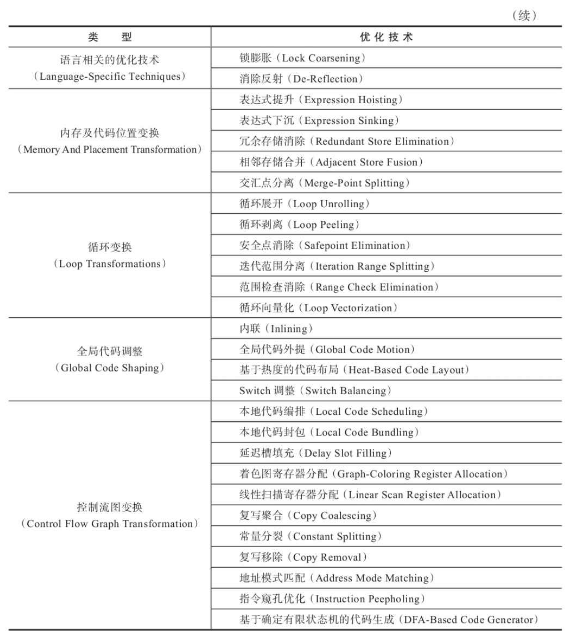 （续）
类 型 优 化 技 术
语言相关的优化技术
（Language-Specific Techniques）
锁膨胀（Lock Coarsening）
消除反射（De-Reflection）
内存及代码位置变换
（Memory And Placement Transformation）
表达式提升（Expression Hoisting）
表达式下沉（Expression Sinking）
冗余存储消除（Redundant Store Elimination）
相邻存储合并（Adjacent Store Fusion）
交汇点分离（Merge-Point Splitting）
循环变换
（Loop Transformations）
循环展开（Loop Unrolling）
循环剥离（Loop Peeling）
安全点消除（Safepoint Elimination）
迭代范围分离（Iteration Range Splitting）
范围检查消除（Range Check Elimination）
循环向量化（Loop Vectorization）
全局代码调整
（Global Code Shaping）
内联（Inlining）
全局代码外提（Global Code Motion）
基于热度的代码布局（Heat-Based Code Layout）
Switch 调整（Switch Balancing）
控制流图变换
（Control Flow Graph Transformation）
本地代码编排（Local Code Scheduling）
本地代码封包（Local Code Bundling）
延迟槽填充（Delay Slot Filling）
着色图寄存器分配（Graph-Coloring Register Allocation）
线性扫描寄存器分配（Linear Scan Register Allocation）
复写聚合（Copy Coalescing）
常量分裂（Constant Splitting）
复写移除（Copy Removal）
地址模式匹配（Address Mode Matching）
指令窥孔优化（Instruction Peepholing）
基于确定有限状态机的代码生成（DFA-Based Code Generator）